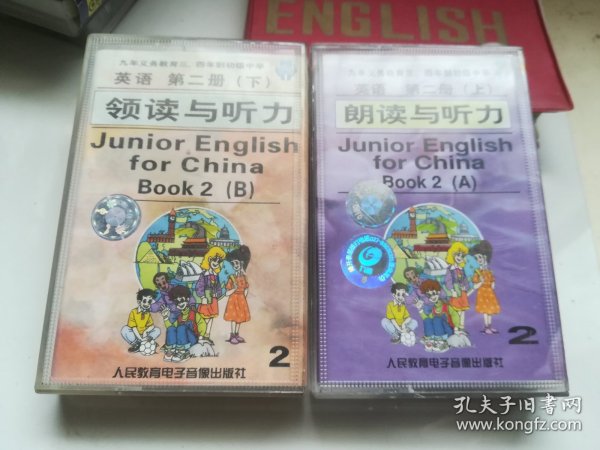 ENGLISH
九年义务教育三、四年制初级中学
英语 第二册（下）
领读与听力
Junior English
for China
Book 2 (B)
2
人民教育电子音像出版社
九年义务教育三、四年制初级中学
英语 第二册（上）
朗读与听力
Junior English
for China
Book 2 (A)
2
人民教育电子音像出版社
孔夫子旧书网
www.kongfz.com